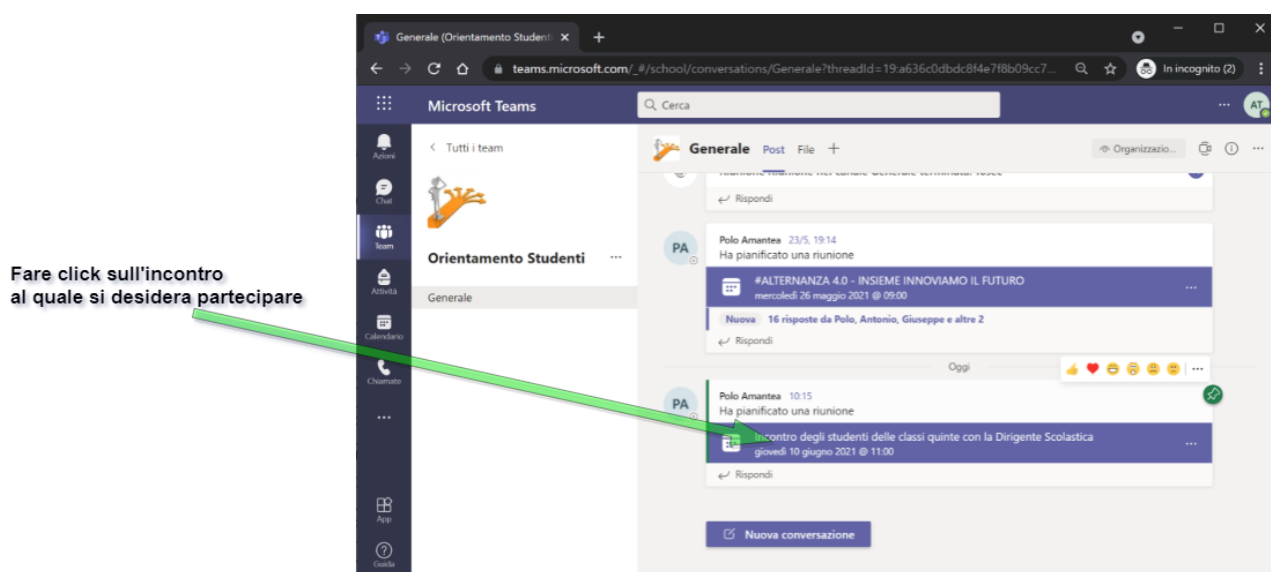 Generale (Orientamento Studenti
teams.microsoft.com/_#/school/conversations/Generale?threadId=19:a636c0dbdc8f4e7f8b09cc7...
In incognito (2)
Microsoft Teams
Cerca
AT
Azioni
Chat
Team
Attività
Calendario
Chiamate
App
Guida
Tutti i team
Orientamento Studenti
Generale
Generale Post File
Organizzazio...
Rispondi
PA
Polo Amantea 23/5, 19:14
Ha pianificato una riunione
#ALTERNANZA 4.0 - INSIEME INNOVIAMO IL FUTURO
mercoledì 26 maggio 2021 @ 09:00
Nuova 16 risposte da Polo, Antonio, Giuseppe e altre 2
Rispondi
Oggi
PA
Polo Amantea 10:15
Ha pianificato una riunione
Incontro degli studenti delle classi quinte con la Dirigente Scolastica
giovedì 10 giugno 2021 @ 11:00
Rispondi
Nuova conversazione
Fare click sull'incontro
al quale si desidera partecipare